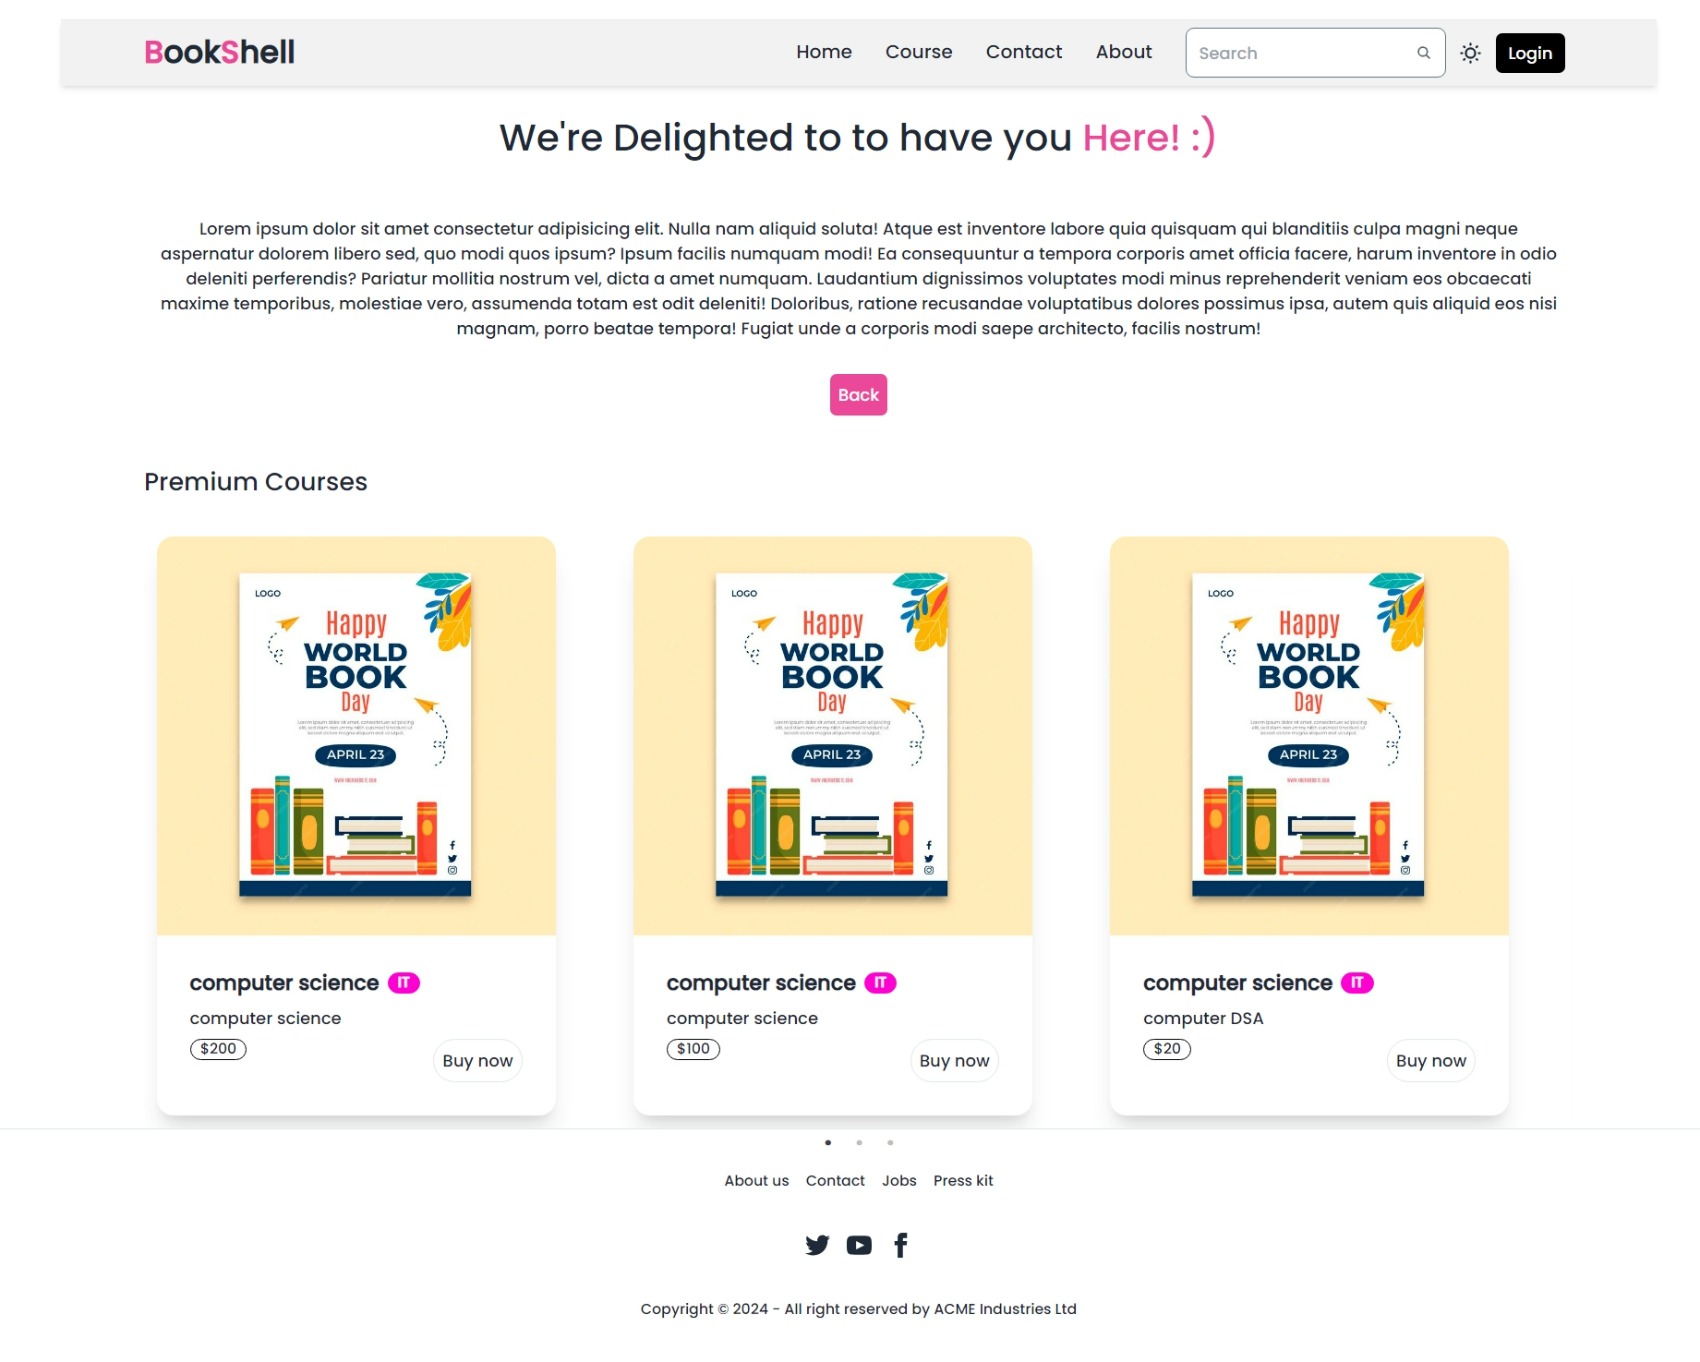 BookShell
Home Course Contact About Search Login
We're Delighted to to have you Here! :)
Lorem ipsum dolor sit amet consectetur adipisicing elit. Nulla nam aliquid soluta! Atque est inventore labore quia quisquam qui blanditiis culpa magni neque
aspernatur dolorem libero sed, quo modi quos ipsum? Ipsum facilis numquam modi! Ea consequuntur a tempora corporis amet officia facere, harum inventore in odio
deleniti perferendis? Pariatur mollitia nostrum vel, dicta a amet numquam. Laudantium dignissimos voluptates modi minus reprehenderit veniam eos obcaecati
maxime temporibus, molestiae vero, assumenda totam est odit deleniti! Doloribus, ratione recusandae voluptatibus dolores possimus ipsa, autem quis aliquid eos nisi
magnam, porro beatae tempora! Fugiat unde a corporis modi saepe architecto, facilis nostrum!
Back
Premium Courses
LOGO
Happy
WORLD
BOOK
Day
APRIL 23
computer science IT
computer science
$200
Buy now
LOGO
Happy
WORLD
BOOK
Day
APRIL 23
computer science IT
computer science
$100
Buy now
LOGO
Happy
WORLD
BOOK
Day
APRIL 23
computer science IT
computer DSA
$20
Buy now
About us Contact Jobs Press kit
Copyright © 2024 - All right reserved by ACME Industries Ltd